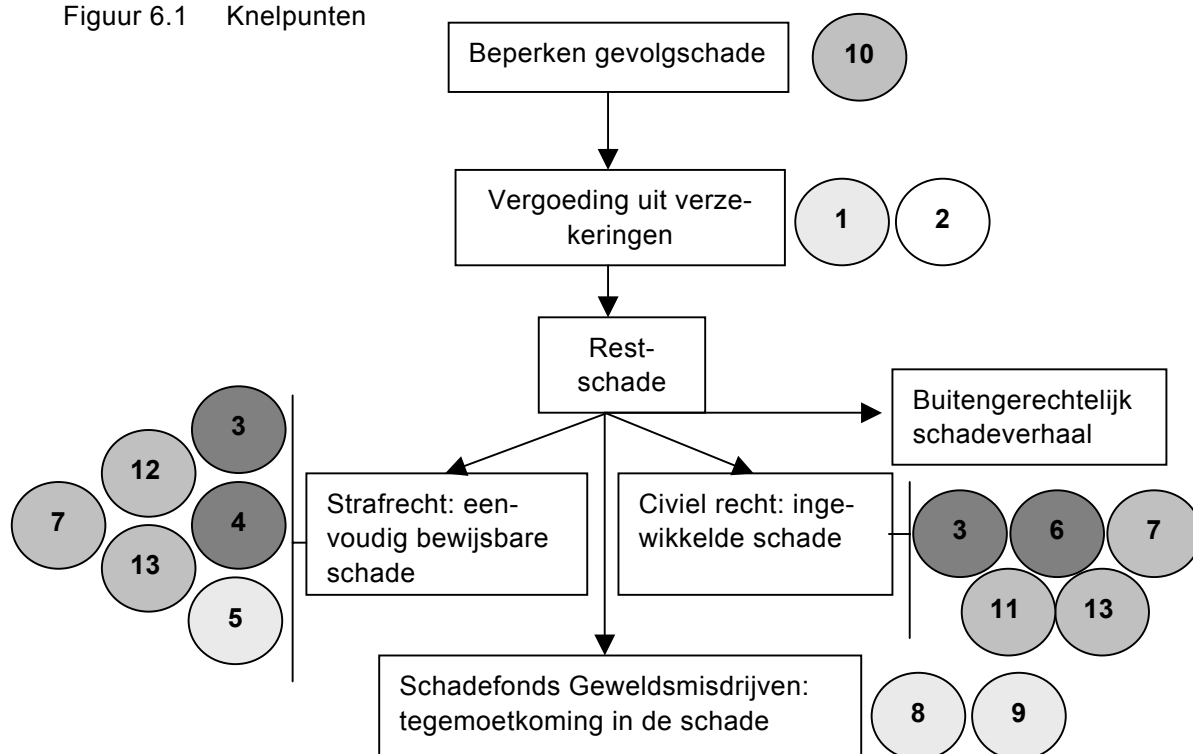 Figuur 6.1 Knelpunten
Beperken gevolgschade
10
Vergoeding uit verze-
keringen
1
2
Rest-
schade
Buitengerechtelijk
schadeverhaal
3
12
7
4
13
5
Strafrecht: een-
voudig bewijsbare
schade
Civiel recht: inge-
wikkelde schade
3
6
7
11
13
Schadefonds Geweldsmisdrijven:
tegemoetkoming in de schade
8
9